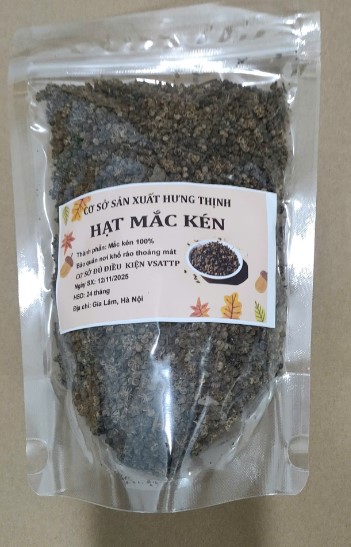 CƠ SỞ SẢN XUẤT HƯNG THỊNH
HẠT MẮC KÉN
Thành phần: Mắc kén 100%
Bảo quản nơi khô ráo thoáng mát
CƠ SỞ ĐỦ ĐIỀU KIỆN VSATTP
Ngày SX: 12/11/2025
HSD: 24 tháng
Địa chỉ: Gia Lâm, Hà Nội